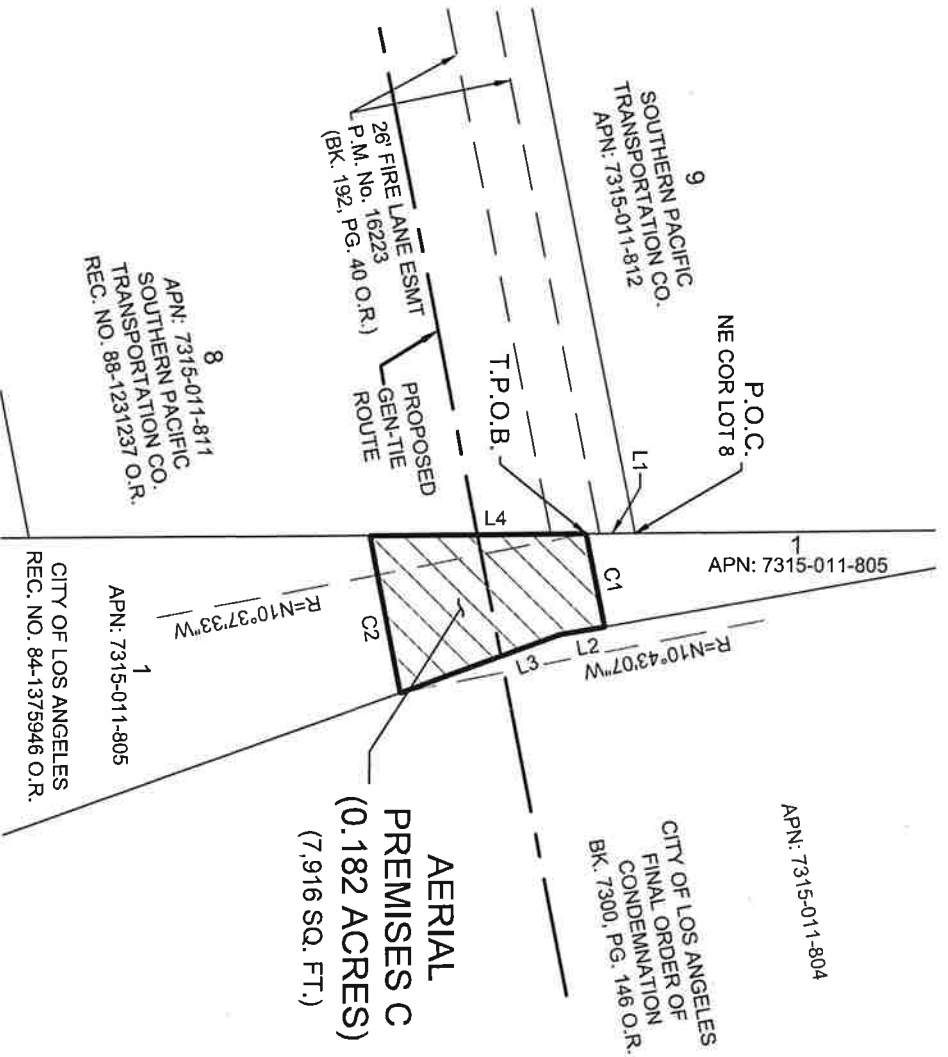 9
SOUTHERN PACIFIC
TRANSPORTATION CO.
APN: 7315-011-812
P.O.C.
NE COR LOT 8
L1
T.P.O.B.
1
APN: 7315-011-805
APN: 7315-011-804
26' FIRE LANE ESMT
P.M. No. 16223
(BK. 192, PG. 40 O.R.)
PROPOSED
GEN-TIE
ROUTE
L4
C1
L2
L3
C2
R=N10°43'07"W
R=N10°37'33"W
CITY OF LOS ANGELES
FINAL ORDER OF
CONDEMNATION
BK. 7300, PG. 146 O.R.
8
APN: 7315-011-811
SOUTHERN PACIFIC
TRANSPORTATION CO.
REC. NO. 88-1231237 O.R.
1
APN: 7315-011-805
CITY OF LOS ANGELES
REC. NO. 84-1375946 O.R.
AERIAL
PREMISES C
(0.182 ACRES)
(7,916 SQ. FT.)